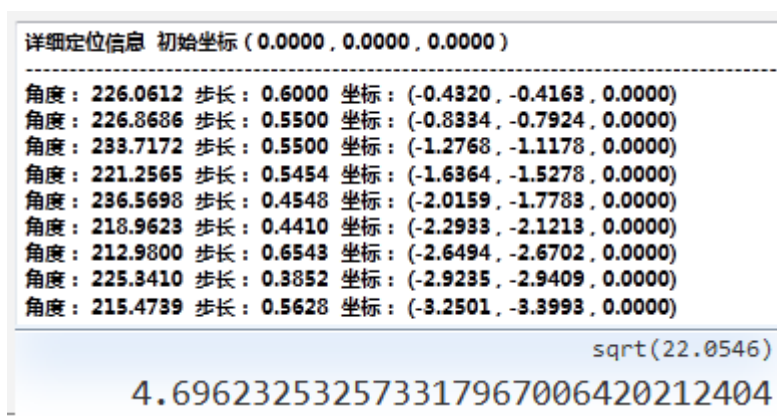 详细定位信息 初始坐标 ( 0.0000 , 0.0000 , 0.0000 )
--------------------------------------------------------------------------------
角度： 226.0612 步长： 0.6000 坐标： (-0.4320 , -0.4163 , 0.0000)
角度： 226.8686 步长： 0.5500 坐标： (-0.8334 , -0.7924 , 0.0000)
角度： 233.7172 步长： 0.5500 坐标： (-1.2768 , -1.1178 , 0.0000)
角度： 221.2565 步长： 0.5454 坐标： (-1.6364 , -1.5278 , 0.0000)
角度： 236.5698 步长： 0.4548 坐标： (-2.0159 , -1.7783 , 0.0000)
角度： 218.9623 步长： 0.4410 坐标： (-2.2933 , -2.1213 , 0.0000)
角度： 212.9800 步长： 0.6543 坐标： (-2.6494 , -2.6702 , 0.0000)
角度： 225.3410 步长： 0.3852 坐标： (-2.9235 , -2.9409 , 0.0000)
角度： 215.4739 步长： 0.5628 坐标： (-3.2501 , -3.3993 , 0.0000)
sqrt(22.0546)
4.6962325325733179670064202124​04